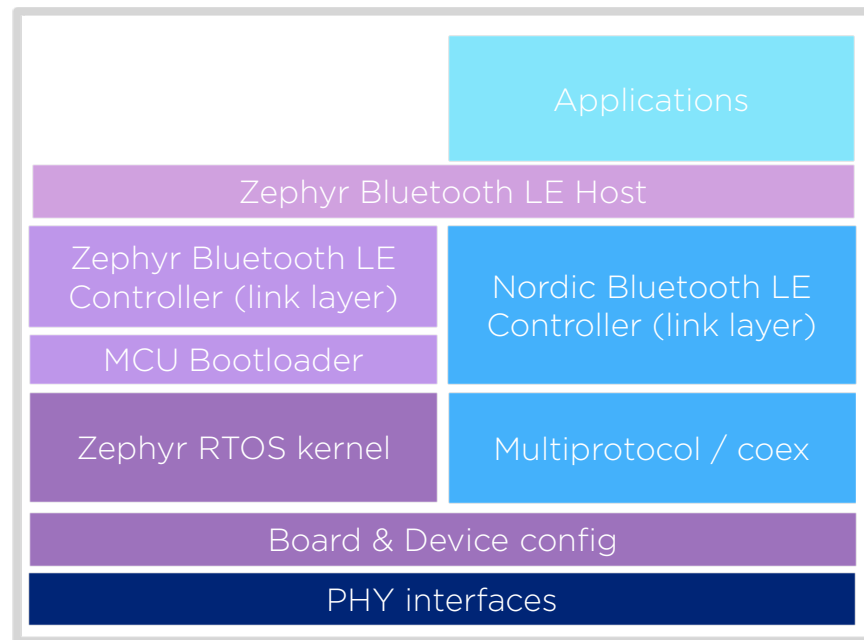 Applications
Zephyr Bluetooth LE Host
Zephyr Bluetooth LE
Controller (link layer)
Nordic Bluetooth LE
Controller (link layer)
MCU Bootloader
Zephyr RTOS kernel
Multiprotocol / coex
Board & Device config
PHY interfaces